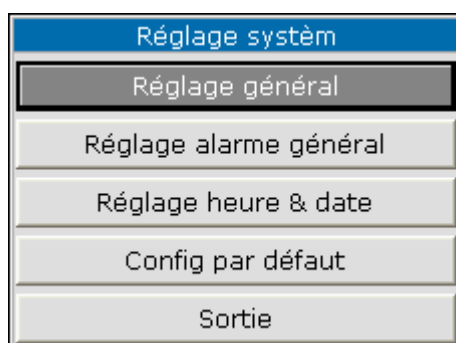 Réglage systèm
Réglage général
Réglage alarme général
Réglage heure & date
Config par défaut
Sortie